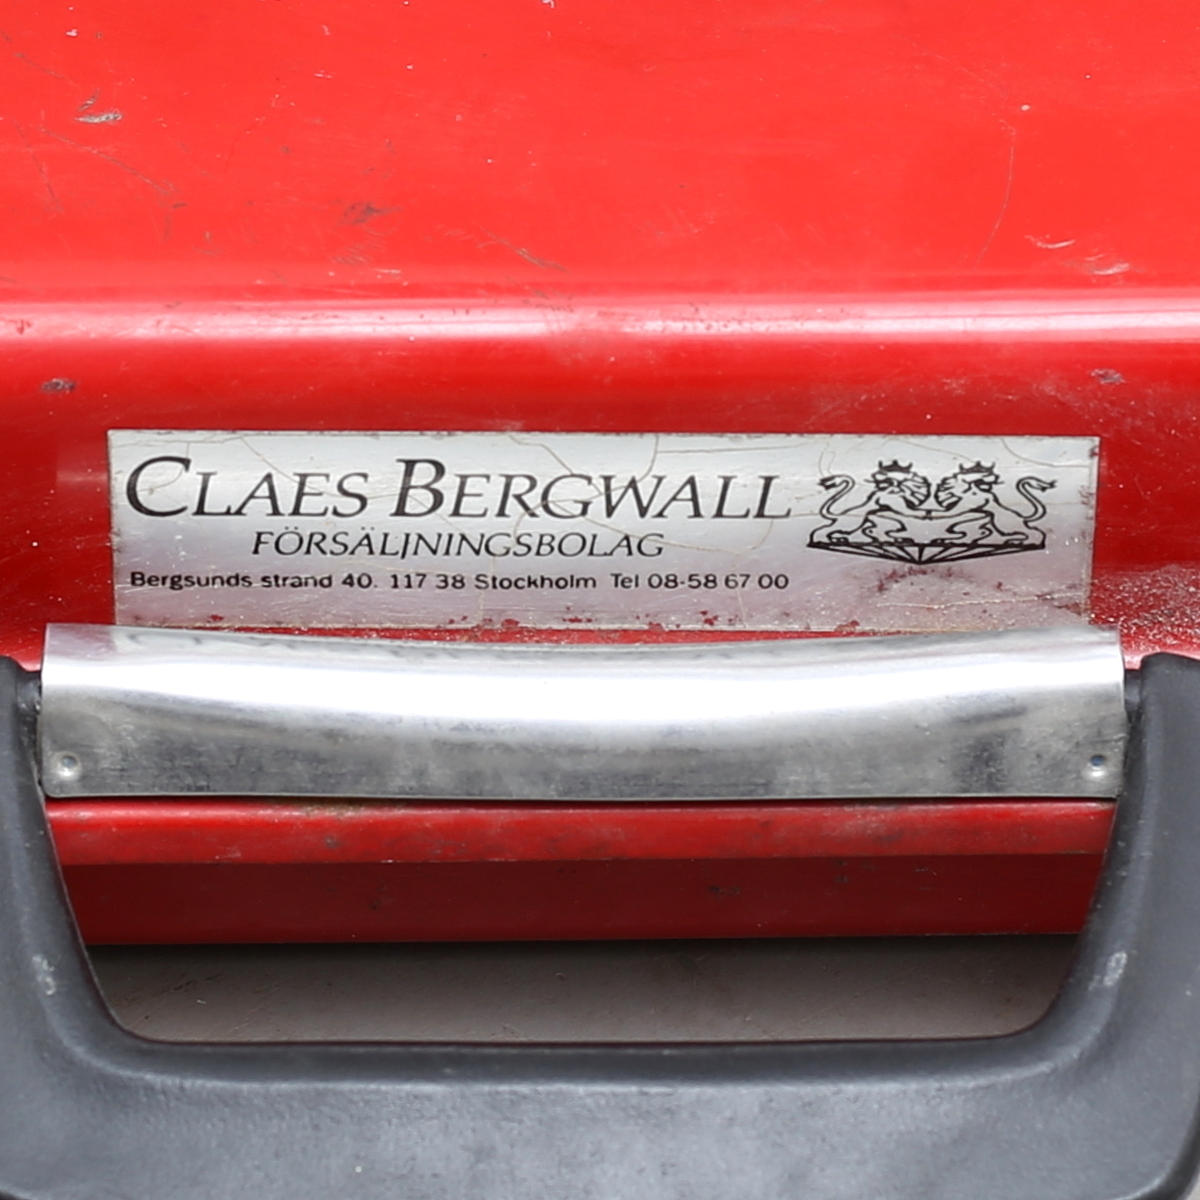 CLAES BERGWALL
FÖRSÄLJNINGSBOLAG
Bergsunds strand 40. 117 38 Stockholm Tel 08-58 67 00